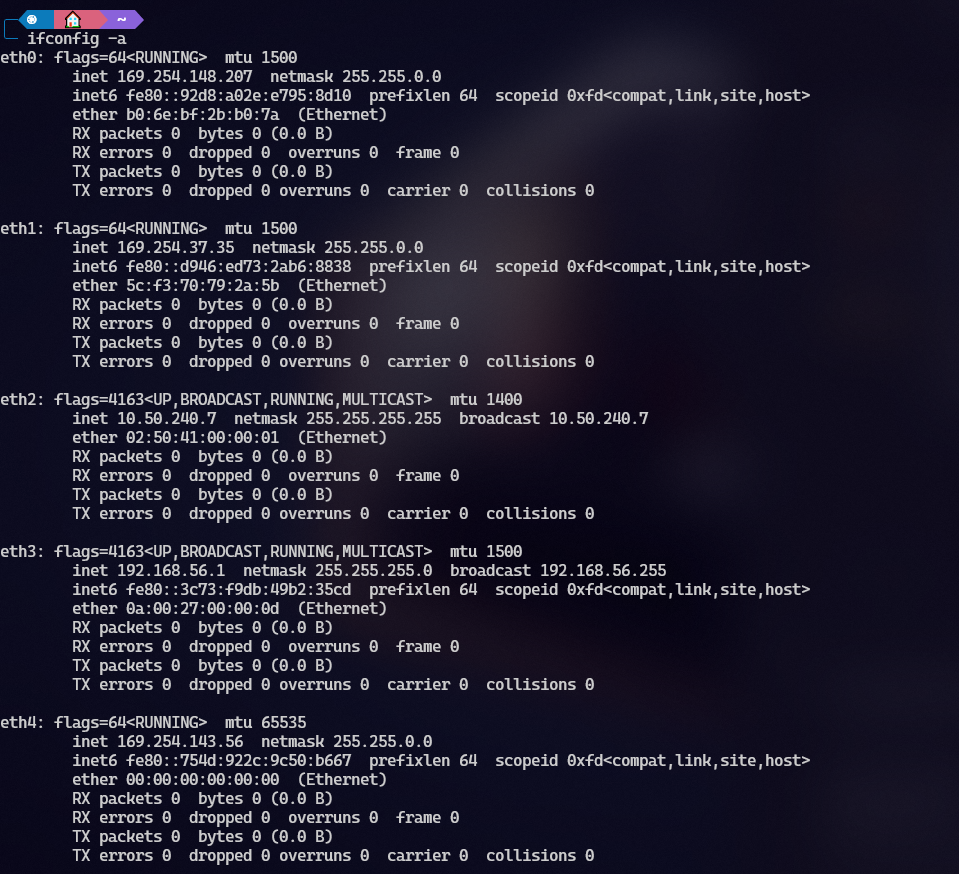 ~
ifconfig -a
eth0: flags=64<RUNNING>  mtu 1500
        inet 169.254.148.207  netmask 255.255.0.0
        inet6 fe80::92d8:a02e:e795:8d10  prefixlen 64  scopeid 0xfd<compat,link,site,host>
        ether b0:6e:bf:2b:b0:7a  (Ethernet)
        RX packets 0  bytes 0 (0.0 B)
        RX errors 0  dropped 0  overruns 0  frame 0
        TX packets 0  bytes 0 (0.0 B)
        TX errors 0  dropped 0 overruns 0  carrier 0  collisions 0

eth1: flags=64<RUNNING>  mtu 1500
        inet 169.254.37.35  netmask 255.255.0.0
        inet6 fe80::d946:ed73:2ab6:8838  prefixlen 64  scopeid 0xfd<compat,link,site,host>
        ether 5c:f3:70:79:2a:5b  (Ethernet)
        RX packets 0  bytes 0 (0.0 B)
        RX errors 0  dropped 0  overruns 0  frame 0
        TX packets 0  bytes 0 (0.0 B)
        TX errors 0  dropped 0 overruns 0  carrier 0  collisions 0

eth2: flags=4163<UP,BROADCAST,RUNNING,MULTICAST>  mtu 1400
        inet 10.50.240.7  netmask 255.255.255.255  broadcast 10.50.240.7
        ether 02:50:41:00:00:01  (Ethernet)
        RX packets 0  bytes 0 (0.0 B)
        RX errors 0  dropped 0  overruns 0  frame 0
        TX packets 0  bytes 0 (0.0 B)
        TX errors 0  dropped 0 overruns 0  carrier 0  collisions 0

eth3: flags=4163<UP,BROADCAST,RUNNING,MULTICAST>  mtu 1500
        inet 192.168.56.1  netmask 255.255.255.0  broadcast 192.168.56.255
        inet6 fe80::3c73:f9db:49b2:35cd  prefixlen 64  scopeid 0xfd<compat,link,site,host>
        ether 0a:00:27:00:00:0d  (Ethernet)
        RX packets 0  bytes 0 (0.0 B)
        RX errors 0  dropped 0  overruns 0  frame 0
        TX packets 0  bytes 0 (0.0 B)
        TX errors 0  dropped 0 overruns 0  carrier 0  collisions 0

eth4: flags=64<RUNNING>  mtu 65535
        inet 169.254.143.56  netmask 255.255.0.0
        inet6 fe80::754d:922c:9c50:b667  prefixlen 64  scopeid 0xfd<compat,link,site,host>
        ether 00:00:00:00:00:00  (Ethernet)
        RX packets 0  bytes 0 (0.0 B)
        RX errors 0  dropped 0  overruns 0  frame 0
        TX packets 0  bytes 0 (0.0 B)
        TX errors 0  dropped 0 overruns 0  carrier 0  collisions 0